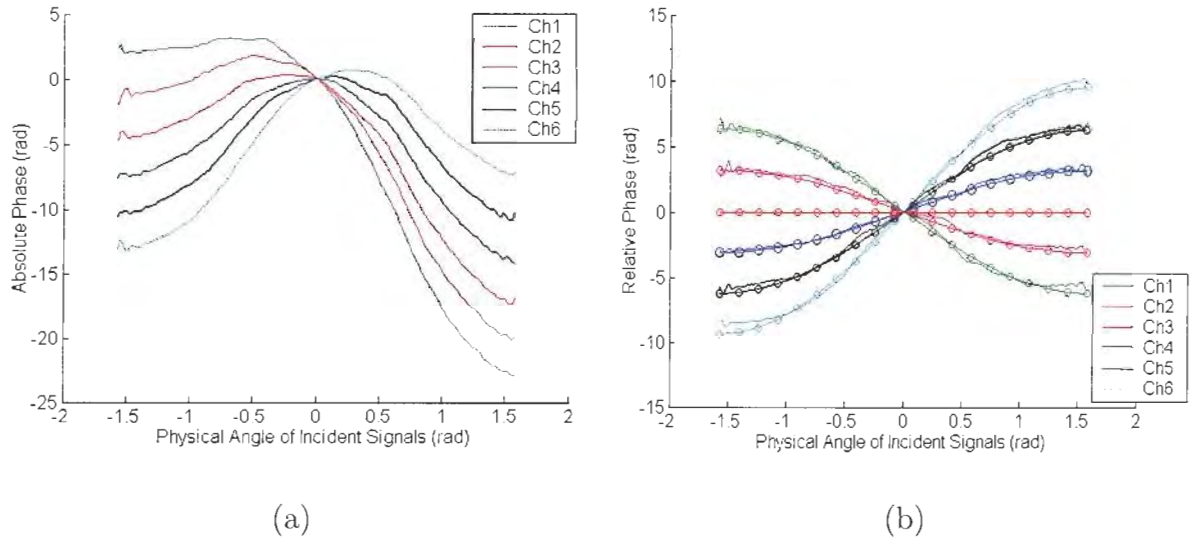 5
0
-5
-10
-15
-20
-25
-2
-1.5
-1
-0.5
0
0.5
1
1.5
2
Absolute Phase (rad)
Physical Angle of Incident Signals (rad)
Ch1
Ch2
Ch3
Ch4
Ch5
Ch6
(a)
15
10
5
0
-5
-10
-15
-2
-1.5
-1
-0.5
0
0.5
1
1.5
2
Relative Phase (rad)
Physical Angle of Incident Signals (rad)
Ch1
Ch2
Ch3
Ch4
Ch5
Ch6
(b)